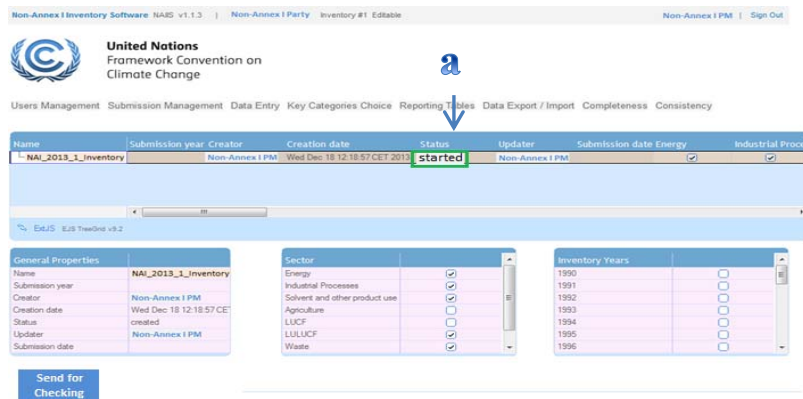 Non-Annex I Inventory Software NAIIS v1.1.3 | Non-Annex I Party Inventory #1 Editable Non-Annex I PM | Sign Out
United Nations
Framework Convention on
Climate Change
a
Users Management Submission Management Data Entry Key Categories Choice Reporting Tables Data Export / Import Completeness Consistency
Name Submission year Creator Creation date Status Updater Submission date Energy Industrial Proce
NAI_2013_1_Inventory Non-Annex I PM Wed Dec 18 12:18:57 CET 2013 started Non-Annex I PM
ExtJS EJS TreeGrid v9.2
General Properties Sector Inventory Years
Name NAI_2013_1_Inventory Energy 1990
Submission year Industrial Processes 1991
Creator Non-Annex I PM Solvent and other product use 1992
Creation date Wed Dec 18 12:18:57 CE Agriculture 1993
Status created LUCF 1994
Updater Non-Annex I PM LULUCF 1995
Submission date Waste 1996
Send for
Checking